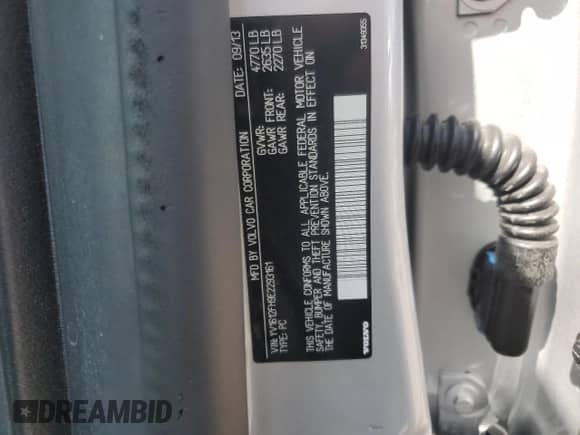 MFD BY VOLVO CAR CORPORATION DATE: 09/13
GVWR: 4770 LB
GAWR FRONT: 2635 LB
GAWR REAR: 2270 LB
VIN: YV1612FH9E2293161
TYPE: PC
THIS VEHICLE CONFORMS TO ALL APPLICABLE FEDERAL MOTOR VEHICLE
SAFETY, BUMPER AND THEFT PREVENTION STANDARDS IN EFFECT ON
THE DATE OF MANUFACTURE SHOWN ABOVE.
VOLVO
DREAMBID